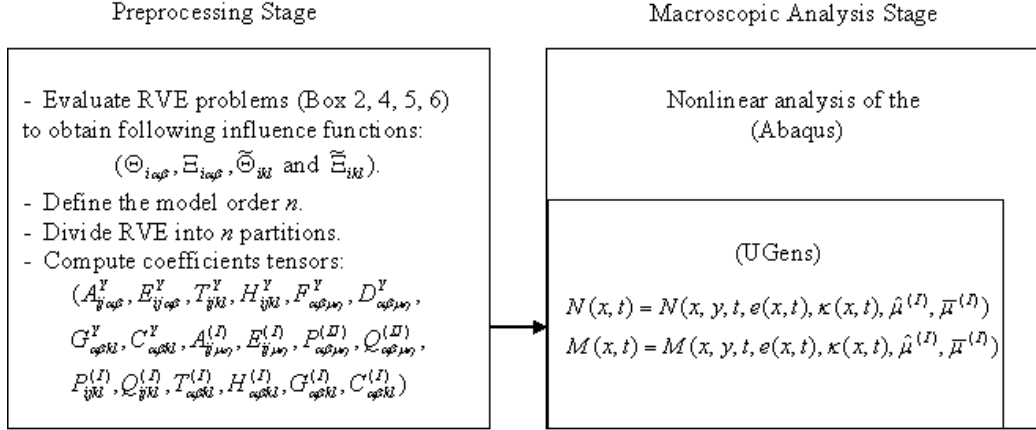 Preprocessing Stage
Macroscopic Analysis Stage
- Evaluate RVE problems (Box 2, 4, 5, 6)
to obtain following influence functions:
(Θ_{iαβ}, Ξ_{iαβ}, Θ̃_{ikl} and Ξ̃_{ikl}).
- Define the model order n.
- Divide RVE into n partitions.
- Compute coefficients tensors:
(A^Y_{ijαβ}, E^Y_{ijαβ}, T^Y_{ijkl}, H^Y_{ijkl}, F^Y_{αβμη}, D^Y_{αβμη},
G^Y_{αβkl}, C^Y_{αβkl}, A^{(I)}_{ijμη}, E^{(I)}_{ijμη}, P^{(II)}_{αβμη}, Q^{(II)}_{αβμη},
P^{(I)}_{ijkl}, Q^{(I)}_{ijkl}, T^{(I)}_{αβkl}, H^{(I)}_{αβkl}, G^{(I)}_{αβkl}, C^{(I)}_{αβkl})
Nonlinear analysis of the
(Abaqus)
(UGens)
N(x,t) = N(x, y, t, e(x,t), κ(x,t), μ̂^{(I)}, μ̄^{(I)})
M(x,t) = M(x, y, t, e(x,t), κ(x,t), μ̂^{(I)}, μ̄^{(I)})